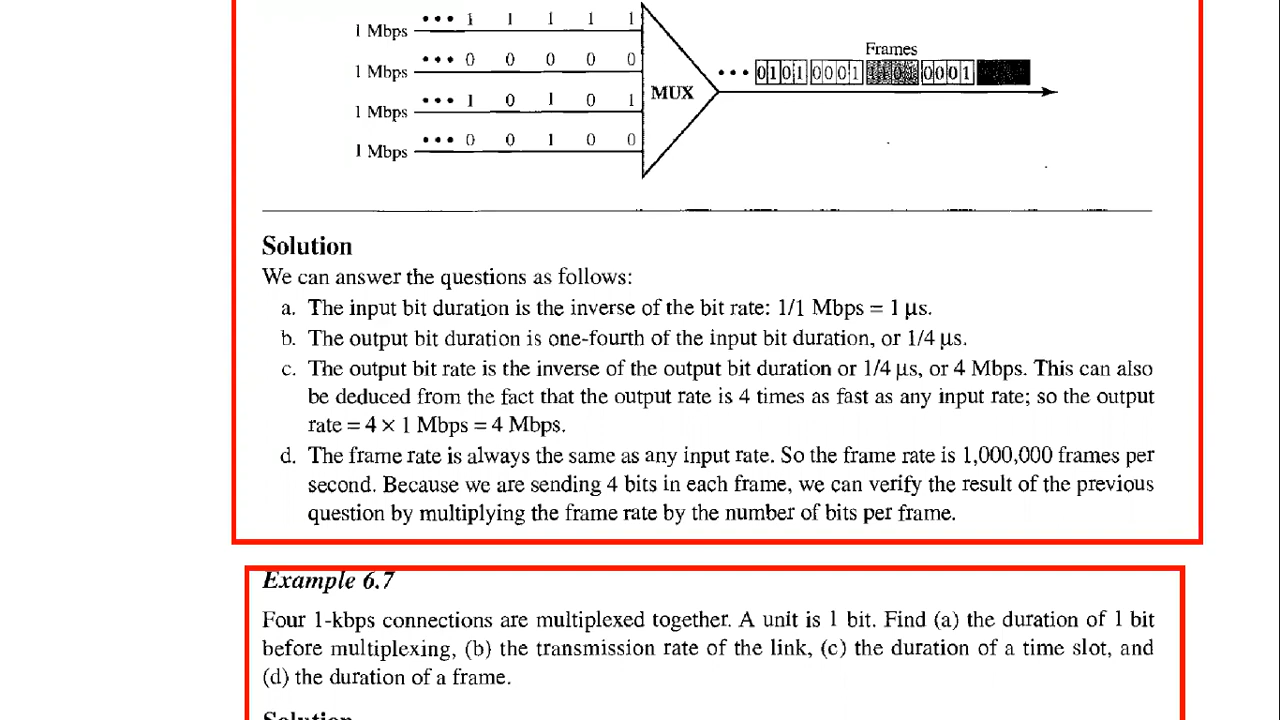 1 Mbps ••• 1 1 1 1 1
1 Mbps ••• 0 0 0 0 0
1 Mbps ••• 1 0 1 0 1
1 Mbps ••• 0 0 1 0 0
MUX
Frames
••• 0101 0001 0001
Solution
We can answer the questions as follows:
a. The input bit duration is the inverse of the bit rate: 1/1 Mbps = 1 μs.
b. The output bit duration is one-fourth of the input bit duration, or 1/4 μs.
c. The output bit rate is the inverse of the output bit duration or 1/4 μs, or 4 Mbps. This can also
be deduced from the fact that the output rate is 4 times as fast as any input rate; so the output
rate = 4 × 1 Mbps = 4 Mbps.
d. The frame rate is always the same as any input rate. So the frame rate is 1,000,000 frames per
second. Because we are sending 4 bits in each frame, we can verify the result of the previous
question by multiplying the frame rate by the number of bits per frame.
Example 6.7
Four 1-kbps connections are multiplexed together. A unit is 1 bit. Find (a) the duration of 1 bit
before multiplexing, (b) the transmission rate of the link, (c) the duration of a time slot, and
(d) the duration of a frame.
Solution